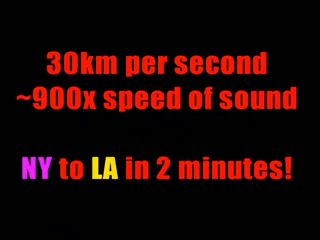 30km per second
~900x speed of sound
NY to LA in 2 minutes!